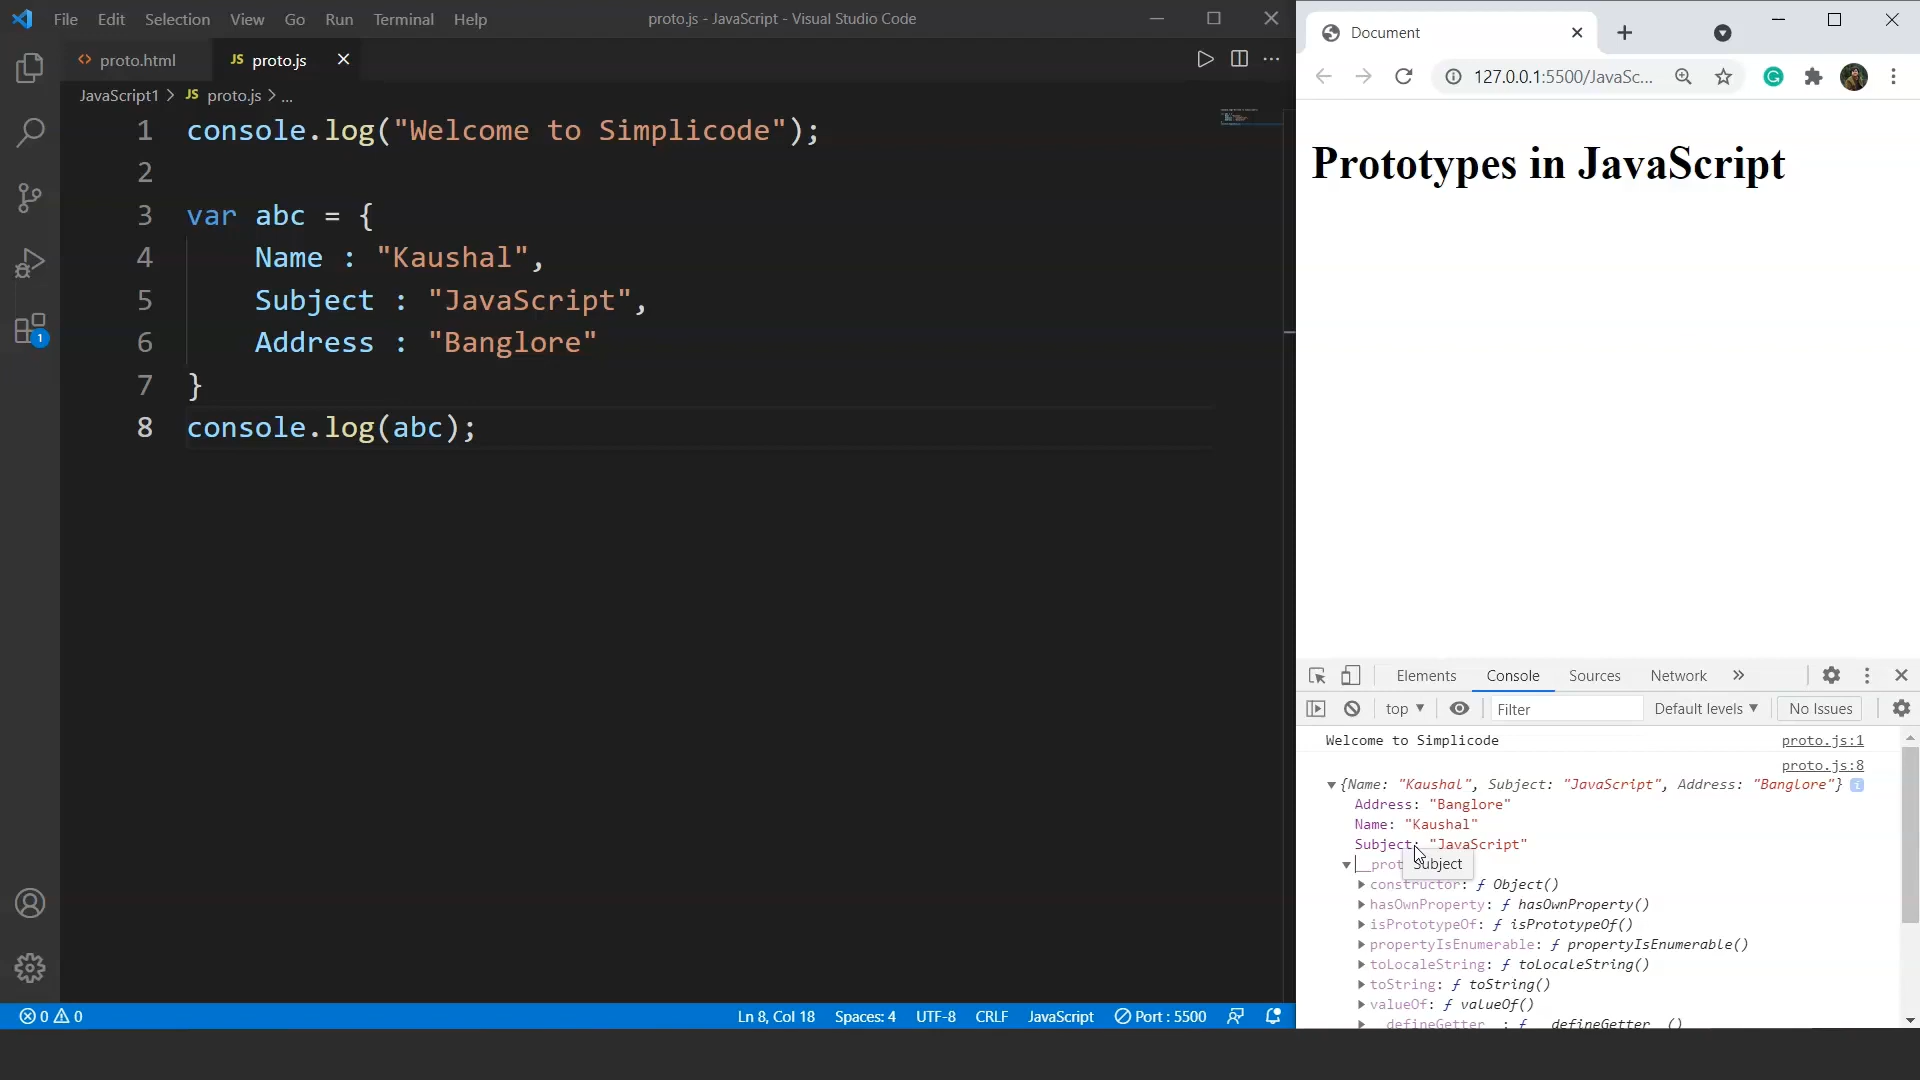 File Edit Selection View Go Run Terminal Help
proto.js - JavaScript - Visual Studio Code
proto.html
JS proto.js
JavaScript1 > JS proto.js > ...
1 console.log("Welcome to Simplicode");
2
3 var abc = {
4 Name : "Kaushal",
5 Subject : "JavaScript",
6 Address : "Banglore"
7 }
8 console.log(abc);
1
0 0
Ln 8, Col 18 Spaces: 4 UTF-8 CRLF JavaScript Port : 5500
Document
127.0.0.1:5500/JavaSc...
Prototypes in JavaScript
Elements Console Sources Network »
top Filter Default levels No Issues
Welcome to Simplicode proto.js:1
proto.js:8
{Name: "Kaushal", Subject: "JavaScript", Address: "Banglore"} i
Address: "Banglore"
Name: "Kaushal"
Subject: "JavaScript"
__prot
Subject
constructor: ƒ Object()
hasOwnProperty: ƒ hasOwnProperty()
isPrototypeOf: ƒ isPrototypeOf()
propertyIsEnumerable: ƒ propertyIsEnumerable()
toLocaleString: ƒ toLocaleString()
toString: ƒ toString()
valueOf: ƒ valueOf()
__defineGetter__: ƒ __defineGetter__()